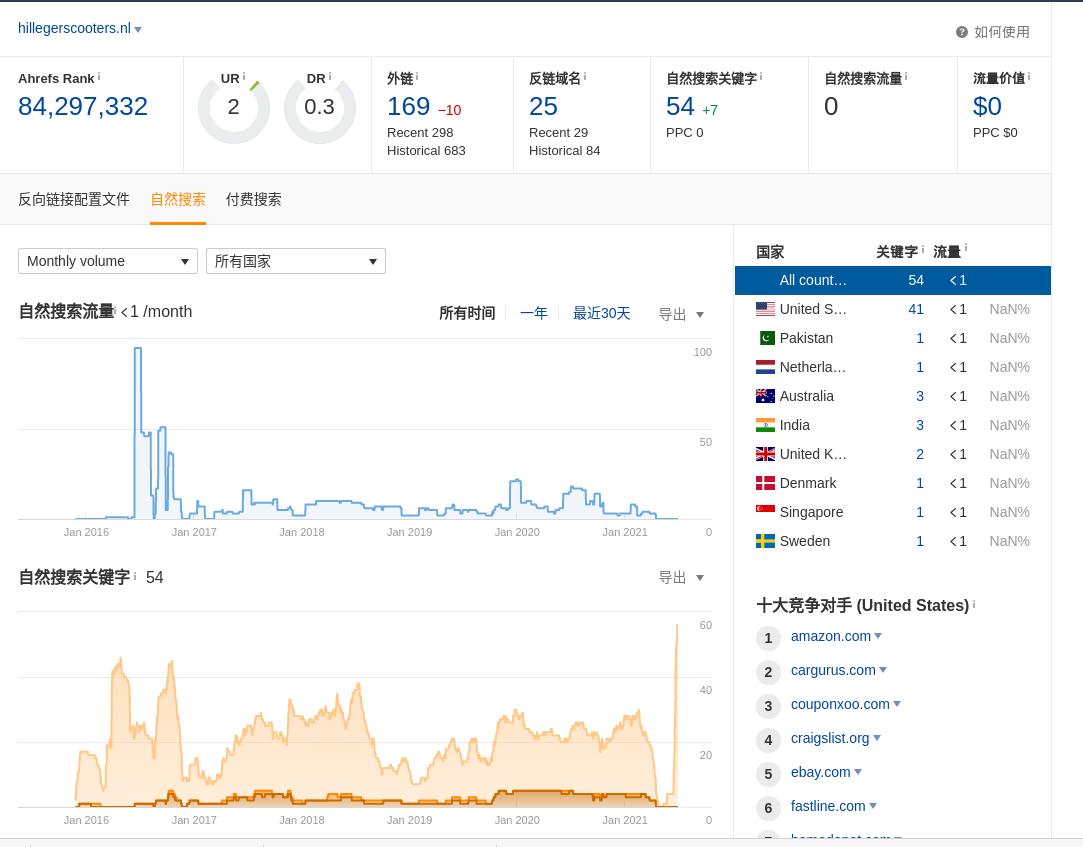 hillegerscooters.nl
如何使用
Ahrefs Rank
84,297,332
UR
2
DR
0.3
外链
169 −10
Recent 298
Historical 683
反链域名
25
Recent 29
Historical 84
自然搜索关键字
54 +7
PPC 0
自然搜索流量
0
流量价值
$0
PPC $0
反向链接配置文件 自然搜索 付费搜索
Monthly volume
所有国家
自然搜索流量 <1 /month
所有时间 一年 最近30天 导出
100
50
0
Jan 2016 Jan 2017 Jan 2018 Jan 2019 Jan 2020 Jan 2021
自然搜索关键字 54
导出
60
40
20
0
Jan 2016 Jan 2017 Jan 2018 Jan 2019 Jan 2020 Jan 2021
国家 关键字 流量
All count... 54 <1
United S... 41 <1 NaN%
Pakistan 1 <1 NaN%
Netherla... 1 <1 NaN%
Australia 3 <1 NaN%
India 3 <1 NaN%
United K... 2 <1 NaN%
Denmark 1 <1 NaN%
Singapore 1 <1 NaN%
Sweden 1 <1 NaN%
十大竞争对手 (United States)
1 amazon.com
2 cargurus.com
3 couponxoo.com
4 craigslist.org
5 ebay.com
6 fastline.com